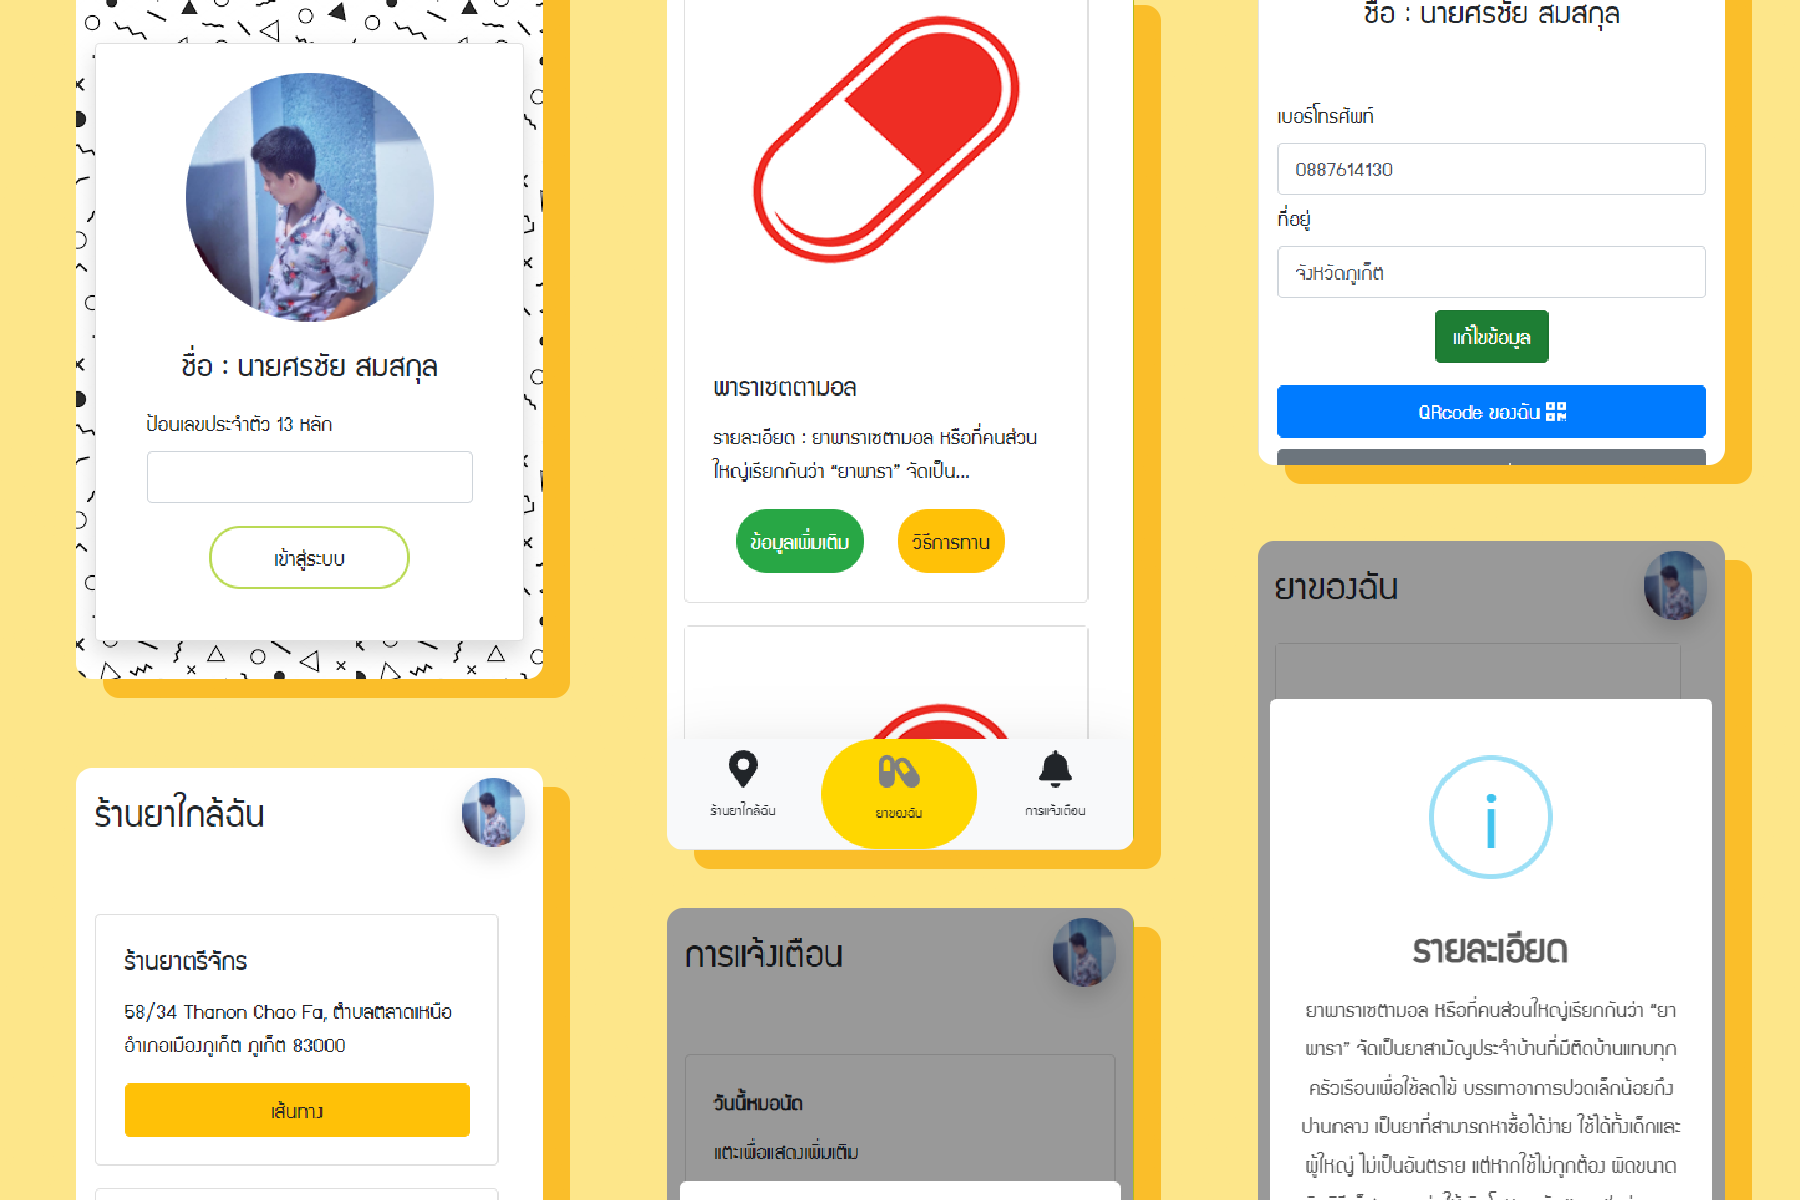 ชื่อ : นายศรชัย สมสกุล
ป้อนเลขประจำตัว 13 หลัก
เข้าสู่ระบบ
ร้านยาใกล้ฉัน
ร้านยาตรีจักร
58/34 Thanon Chao Fa, ตำบลตลาดเหนือ
อำเภอเมืองภูเก็ต ภูเก็ต 83000
เส้นทาง
พาราเซตตามอล
รายละเอียด : ยาพาราเซตามอล หรือที่คนส่วน
ใหญ่เรียกกันว่า “ยาพารา” จัดเป็น...
ข้อมูลเพิ่มเติม
วิธีการทาน
ร้านยาใกล้ฉัน
ยาของฉัน
การแจ้งเตือน
การแจ้งเตือน
วันนี้หมอนัด
แตะเพื่อแสดงเพิ่มเติม
ชื่อ : นายศรชัย สมสกุล
เบอร์โทรศัพท์
0887614130
ที่อยู่
จังหวัดภูเก็ต
แก้ไขข้อมูล
QRcode ของฉัน
ยาของฉัน
รายละเอียด
ยาพาราเซตามอล หรือที่คนส่วนใหญ่เรียกกันว่า “ยา
พารา” จัดเป็นยาสามัญประจำบ้านที่มีติดบ้านแทบทุก
ครัวเรือนเพื่อใช้ลดไข้ บรรเทาอาการปวดเล็กน้อยถึง
ปานกลาง เป็นยาที่สามารถหาซื้อได้ง่าย ใช้ได้ทั้งเด็กและ
ผู้ใหญ่ ไม่เป็นอันตราย แต่หากใช้ไม่ถูกต้อง ผิดขนาด